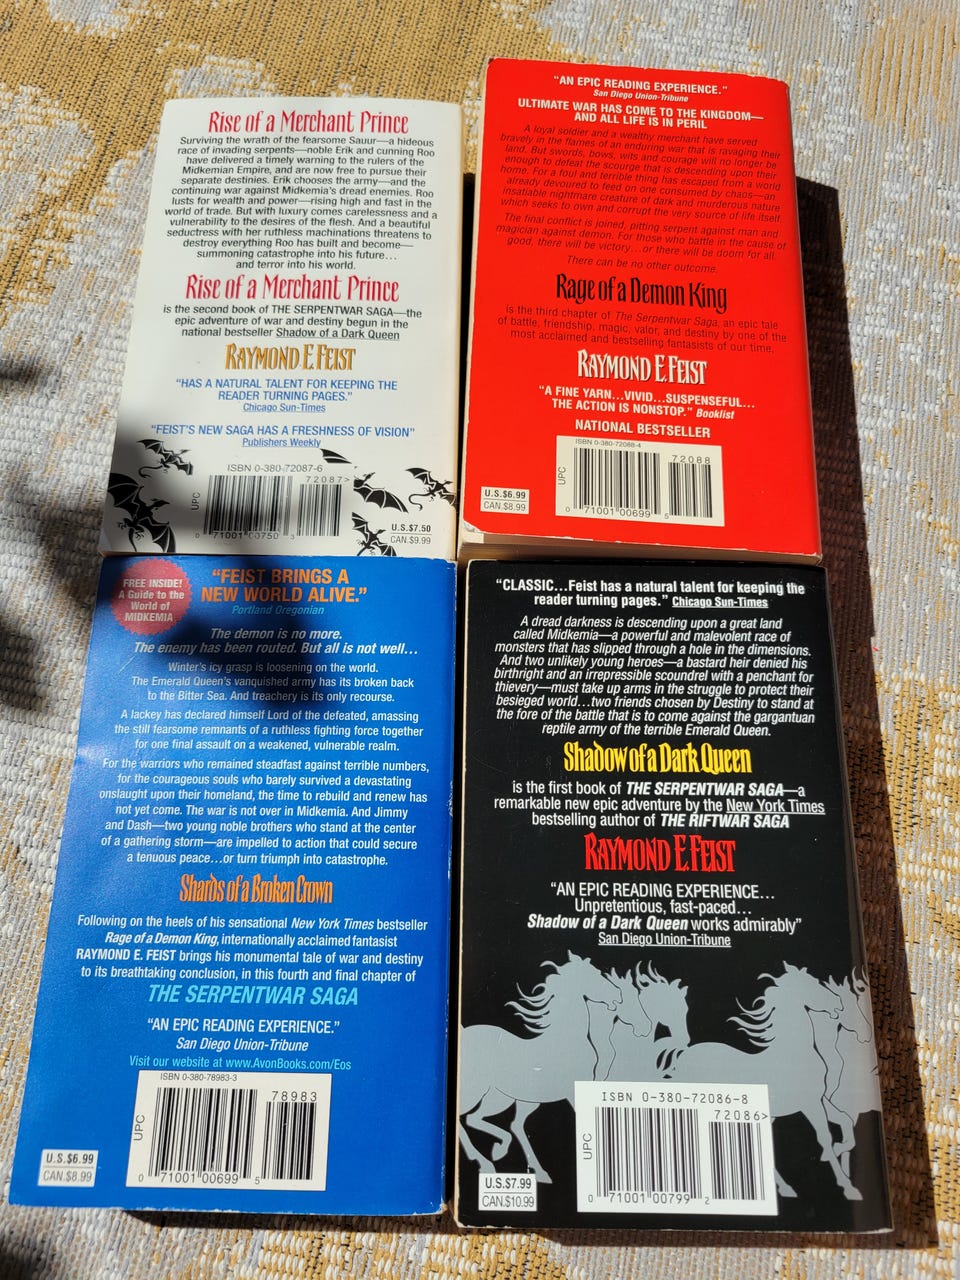 Rise of a Merchant Prince
Surviving the wrath of the fearsome Sauur—a hideous
race of invading serpents—noble Erik and cunning Roo
have delivered a timely warning to the rulers of the
Midkemian Empire, and are now free to pursue their
separate destinies. Erik chooses the army—and the
continuing war against Midkemia's dread enemies. Roo
lusts for wealth and power—rising high and fast in the
world of trade. But with luxury comes carelessness and a
vulnerability to the desires of the flesh. And a beautiful
seductress with her ruthless machinations threatens to
destroy everything Roo has built and become—
summoning catastrophe into his future...
and terror into his world.
Rise of a Merchant Prince
is the second book of THE SERPENTWAR SAGA—the
epic adventure of war and destiny begun in the
national bestseller Shadow of a Dark Queen
RAYMOND E. FEIST
“HAS A NATURAL TALENT FOR KEEPING THE
READER TURNING PAGES.”
Chicago Sun-Times
“FEIST'S NEW SAGA HAS A FRESHNESS OF VISION”
Publishers Weekly
ISBN 0-380-72087-6
72087>
UPC
0 71001 00750 3
U.S.$7.50
CAN.$9.99
“AN EPIC READING EXPERIENCE.”
San Diego Union-Tribune
ULTIMATE WAR HAS COME TO THE KINGDOM—
AND ALL LIFE IS IN PERIL
A loyal soldier and a wealthy merchant have served
bravely in the flames of an enduring war that is ravaging their
land. But swords, bows, wits and courage will no longer be
enough to defeat the scourge that is descending upon their
home. For a foul and terrible thing has escaped from a world
already devoured to feed on one consumed by chaos—an
insatiable nightmare creature of dark and murderous nature
which seeks to own and corrupt the very source of life itself.
The final conflict is joined, pitting serpent against man and
magician against demon. For those who battle in the cause of
good, there will be victory...or there will be doom for all.
There can be no other outcome.
Rage of a Demon King
is the third chapter of The Serpentwar Saga, an epic tale
of battle, friendship, magic, valor, and destiny by one of the
most acclaimed and bestselling fantasists of our time,
RAYMOND E. FEIST
“A FINE YARN...VIVID...SUSPENSEFUL...
THE ACTION IS NONSTOP.” Booklist
NATIONAL BESTSELLER
ISBN 0-380-72088-4
72088
UPC
0 71001 00699 5
U.S.$6.99
CAN.$8.99
FREE INSIDE!
A Guide to the
World of
MIDKEMIA
“FEIST BRINGS A
NEW WORLD ALIVE.”
Portland Oregonian
The demon is no more.
The enemy has been routed. But all is not well...
Winter's icy grasp is loosening on the world.
The Emerald Queen's vanquished army has its broken back
to the Bitter Sea. And treachery is its only recourse.
A lackey has declared himself Lord of the defeated, amassing
the still fearsome remnants of a ruthless fighting force together
for one final assault on a weakened, vulnerable realm.
For the warriors who remained steadfast against terrible numbers,
for the courageous souls who barely survived a devastating
onslaught upon their homeland, the time to rebuild and renew has
not yet come. The war is not over in Midkemia. And Jimmy
and Dash—two young noble brothers who stand at the center
of a gathering storm—are impelled to action that could secure
a tenuous peace...or turn triumph into catastrophe.
Shards of a Broken Crown
Following on the heels of his sensational New York Times bestseller
Rage of a Demon King, internationally acclaimed fantasist
RAYMOND E. FEIST brings his monumental tale of war and destiny
to its breathtaking conclusion, in this fourth and final chapter of
THE SERPENTWAR SAGA
“AN EPIC READING EXPERIENCE.”
San Diego Union-Tribune
Visit our website at www.AvonBooks.com/Eos
ISBN 0-380-78983-3
78983
UPC
0 71001 00699 5
U.S.$6.99
CAN.$8.99
“CLASSIC...Feist has a natural talent for keeping the
reader turning pages.” Chicago Sun-Times
A dread darkness is descending upon a great land
called Midkemia—a powerful and malevolent race of
monsters that has slipped through a hole in the dimensions.
And two unlikely young heroes—a bastard heir denied his
birthright and an irrepressible scoundrel with a penchant for
thievery—must take up arms in the struggle to protect their
besieged world...two friends chosen by Destiny to stand at
the fore of the battle that is to come against the gargantuan
reptile army of the terrible Emerald Queen.
Shadow of a Dark Queen
is the first book of THE SERPENTWAR SAGA—a
remarkable new epic adventure by the New York Times
bestselling author of THE RIFTWAR SAGA
RAYMOND E. FEIST
“AN EPIC READING EXPERIENCE...
Unpretentious, fast-paced...
Shadow of a Dark Queen works admirably”
San Diego Union-Tribune
ISBN 0-380-72086-8
72086>
UPC
0 71001 00799 2
U.S.$7.99
CAN.$10.99